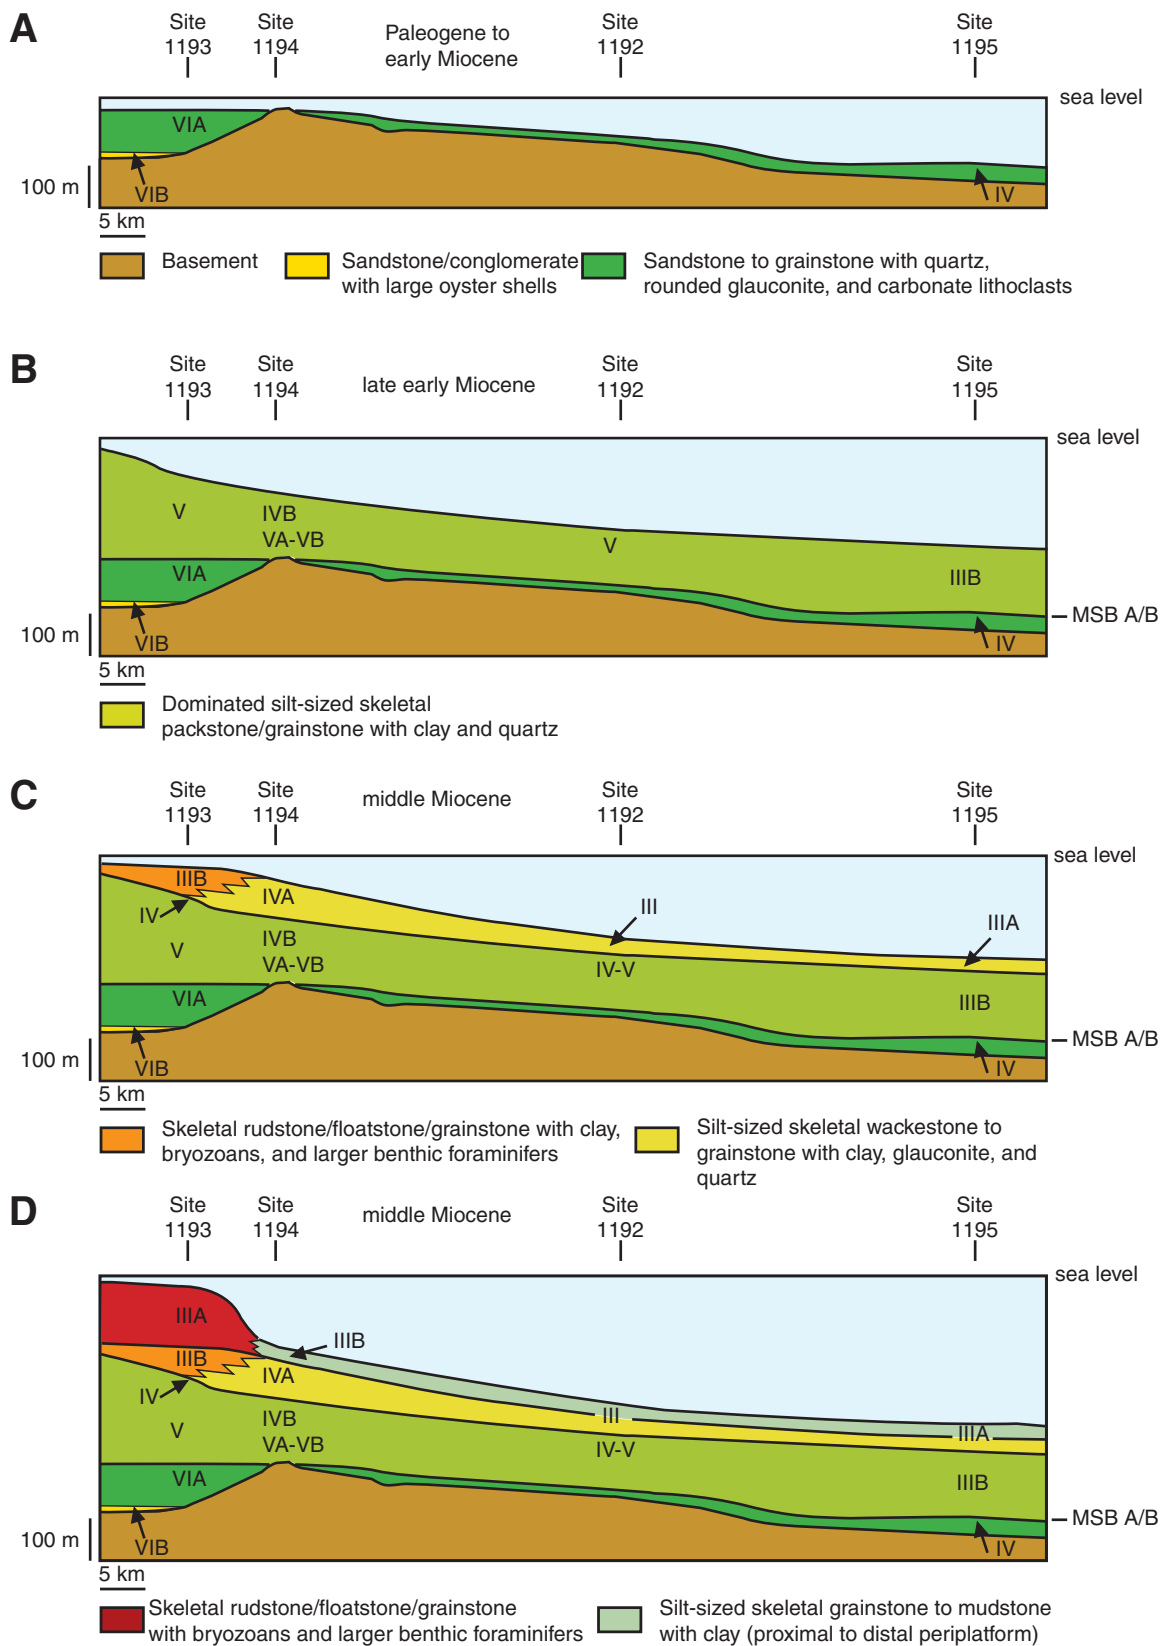 A
Site
1193
Site
1194
Paleogene to
early Miocene
Site
1192
Site
1195
sea level
VIA
VIB
IV
100 m
5 km
Basement
Sandstone/conglomerate
with large oyster shells
Sandstone to grainstone with quartz,
rounded glauconite, and carbonate lithoclasts
B
Site
1193
Site
1194
late early Miocene
Site
1192
Site
1195
sea level
V
IVB
VA-VB
V
VIA
IIIB
MSB A/B
VIB
IV
100 m
5 km
Dominated silt-sized skeletal
packstone/grainstone with clay and quartz
C
Site
1193
Site
1194
middle Miocene
Site
1192
Site
1195
sea level
IIIB
IVA
IV
III
IIIA
V
IVB
VA-VB
IV-V
VIA
IIIB
MSB A/B
VIB
IV
100 m
5 km
Skeletal rudstone/floatstone/grainstone with clay,
bryozoans, and larger benthic foraminifers
Silt-sized skeletal wackestone to
grainstone with clay, glauconite, and
quartz
D
Site
1193
Site
1194
middle Miocene
Site
1192
Site
1195
sea level
IIIA
IIIB
IIIB
IVA
IV
III
IIIA
V
IVB
VA-VB
IV-V
VIA
IIIB
MSB A/B
VIB
IV
100 m
5 km
Skeletal rudstone/floatstone/grainstone
with bryozoans and larger benthic foraminifers
Silt-sized skeletal grainstone to mudstone
with clay (proximal to distal periplatform)